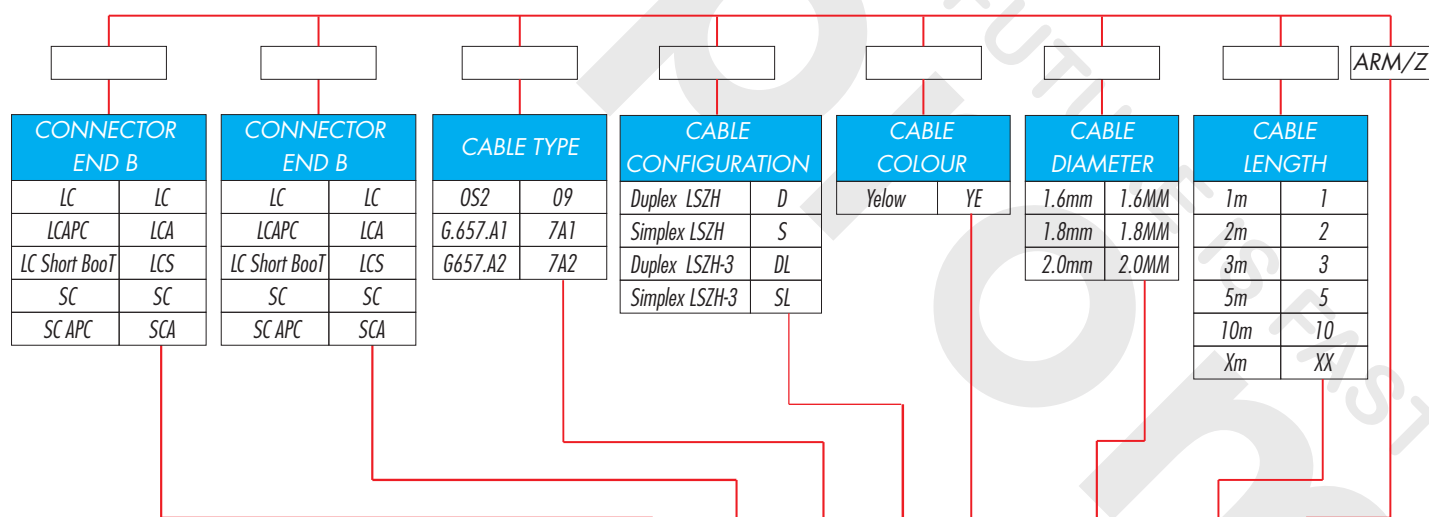 ARM/Z
CONNECTOR
END B
LC LC
LCAPC LCA
LC Short BooT LCS
SC SC
SC APC SCA
CONNECTOR
END B
LC LC
LCAPC LCA
LC Short BooT LCS
SC SC
SC APC SCA
CABLE TYPE
OS2 09
G.657.A1 7A1
G657.A2 7A2
CABLE
CONFIGURATION
Duplex LSZH D
Simplex LSZH S
Duplex LSZH-3 DL
Simplex LSZH-3 SL
CABLE
COLOUR
Yelow YE
CABLE
DIAMETER
1.6mm 1.6MM
1.8mm 1.8MM
2.0mm 2.0MM
CABLE
LENGTH
1m 1
2m 2
3m 3
5m 5
10m 10
Xm XX